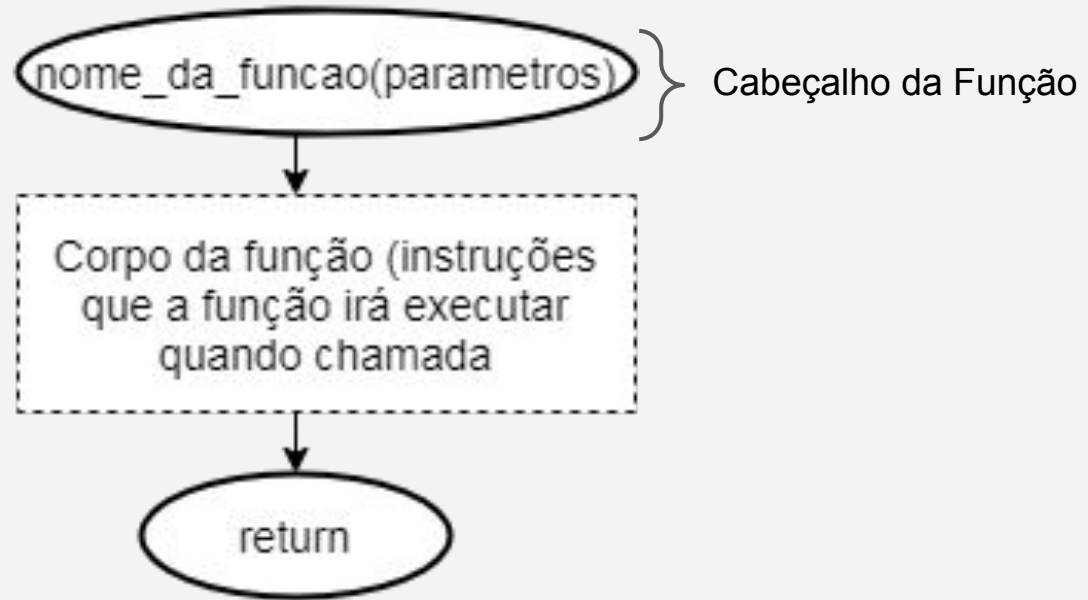 nome_da_funcao(parametros)
Cabeçalho da Função
Corpo da função (instruções
que a função irá executar
quando chamada
return